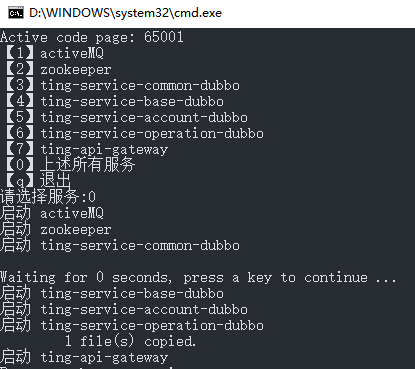 D:\WINDOWS\system32\cmd.exe
Active code page: 65001
【1】activeMQ
【2】zookeeper
【3】ting-service-common-dubbo
【4】ting-service-base-dubbo
【5】ting-service-account-dubbo
【6】ting-service-operation-dubbo
【7】ting-api-gateway
【0】上述所有服务
【q】退出
请选择服务:0
启动 activeMQ
启动 zookeeper
启动 ting-service-common-dubbo
Waiting for 0 seconds, press a key to continue ...
启动 ting-service-base-dubbo
启动 ting-service-account-dubbo
启动 ting-service-operation-dubbo
1 file(s) copied.
启动 ting-api-gateway